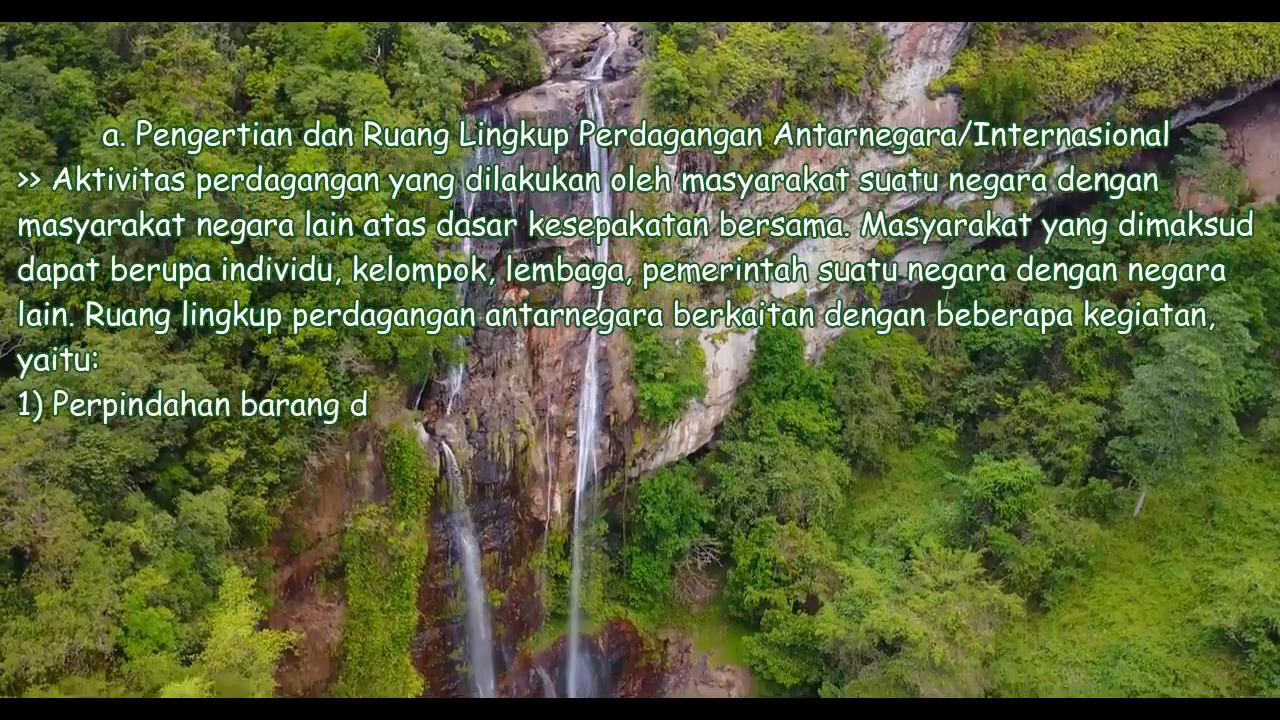 a. Pengertian dan Ruang Lingkup Perdagangan Antarnegara/Internasional
>> Aktivitas perdagangan yang dilakukan oleh masyarakat suatu negara dengan
masyarakat negara lain atas dasar kesepakatan bersama. Masyarakat yang dimaksud
dapat berupa individu, kelompok, lembaga, pemerintah suatu negara dengan negara
lain. Ruang lingkup perdagangan antarnegara berkaitan dengan beberapa kegiatan,
yaitu:
1) Perpindahan barang d